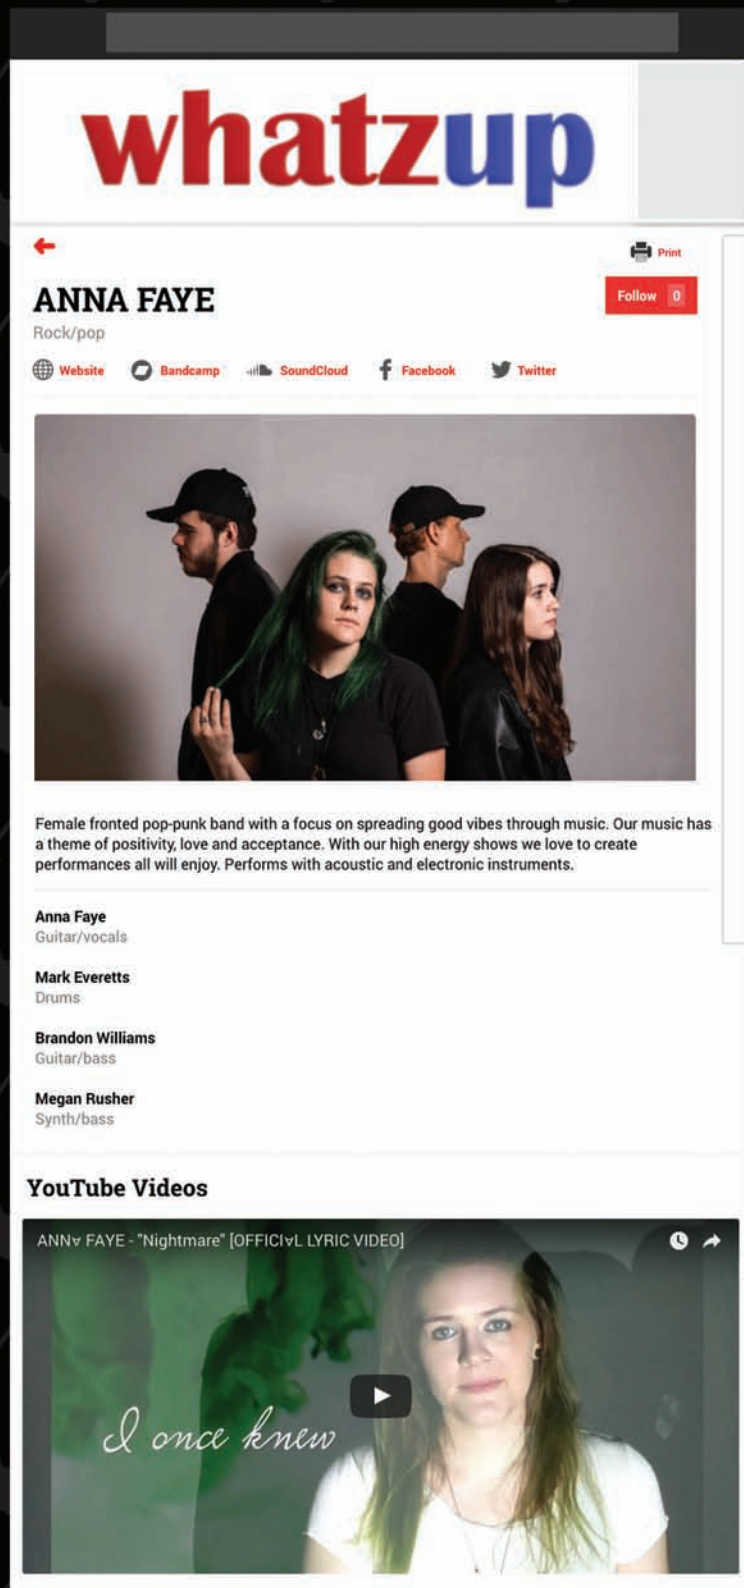 whatzup
Print
ANNA FAYE
Follow 0
Rock/pop
Website Bandcamp SoundCloud Facebook Twitter
Female fronted pop-punk band with a focus on spreading good vibes through music. Our music has
a theme of positivity, love and acceptance. With our high energy shows we love to create
performances all will enjoy. Performs with acoustic and electronic instruments.
Anna Faye
Guitar/vocals
Mark Everetts
Drums
Brandon Williams
Guitar/bass
Megan Rusher
Synth/bass
YouTube Videos
ANN∀ FAYE - "Nightmare" [OFFICI∀L LYRIC VIDEO]
I once knew